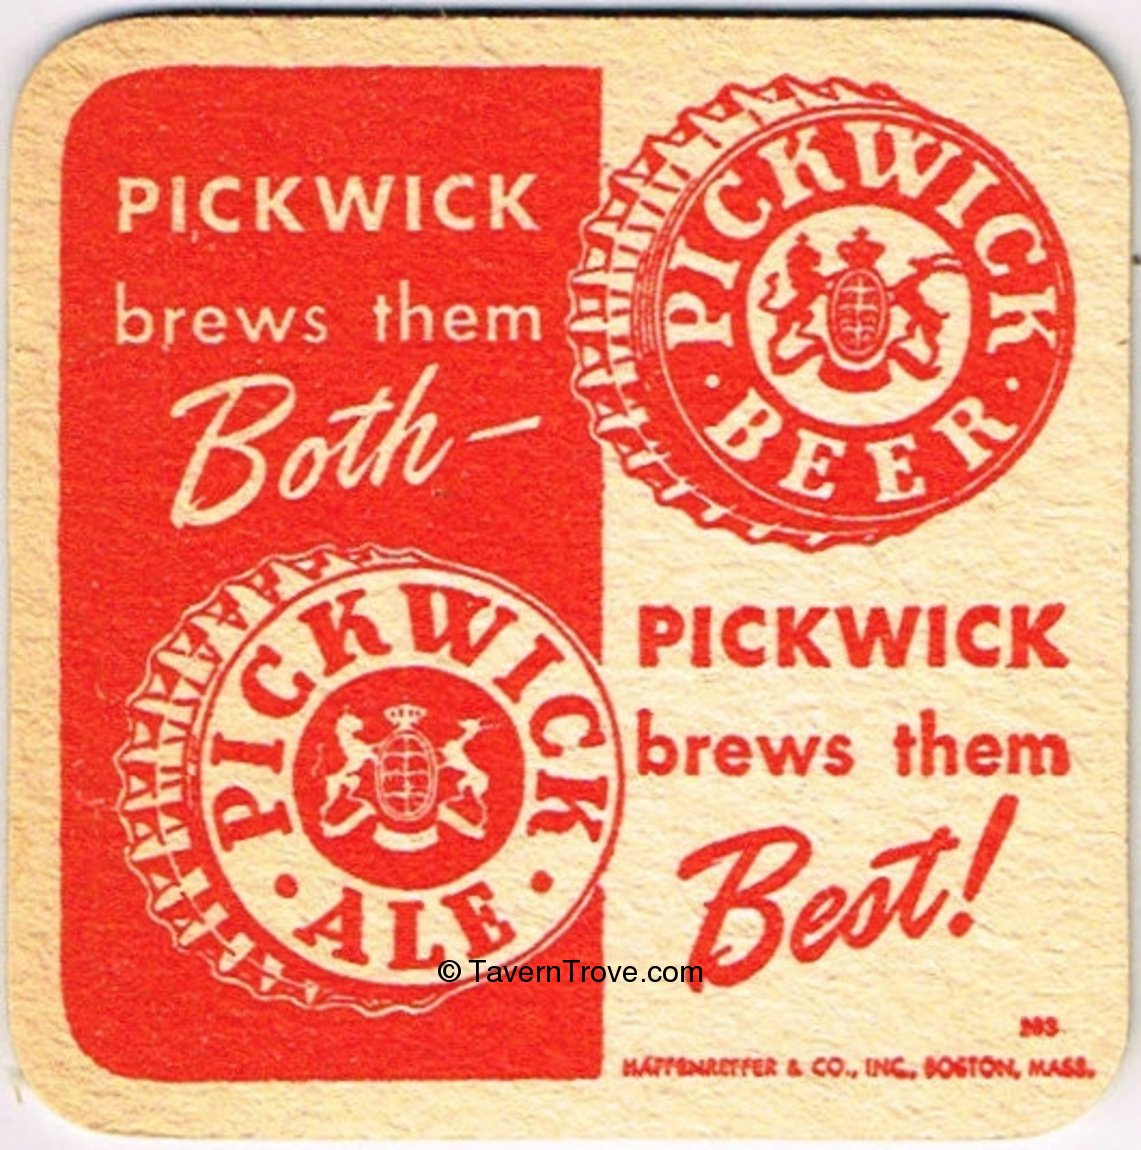 PICKWICK
brews them
Both—
PICKWICK
· BEER ·
PICKWICK
· ALE ·
PICKWICK
brews them
Best!
© TavernTrove.com
HAFFENREFFER & CO., INC., BOSTON, MASS.